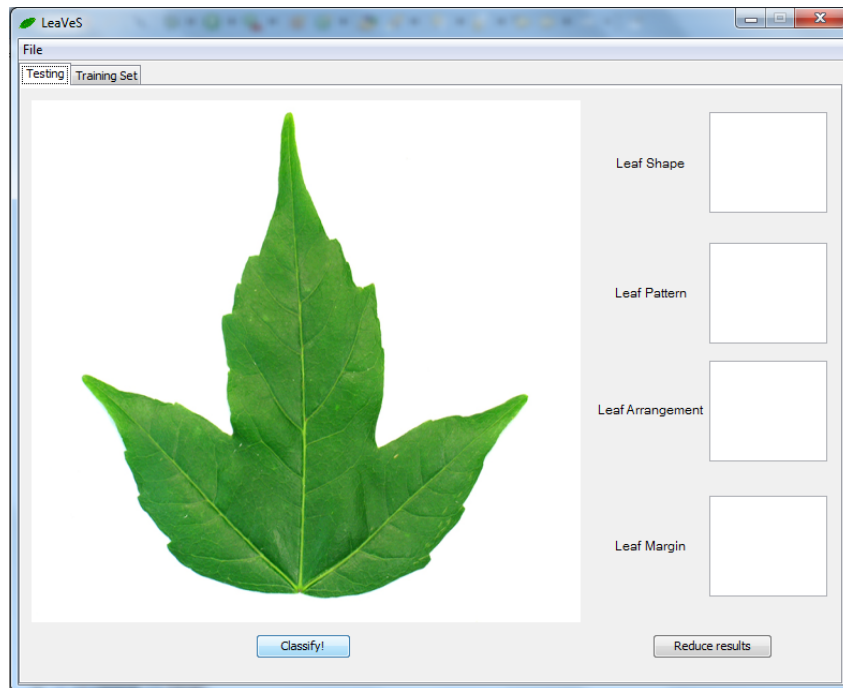 LeaVeS
File
Testing
Training Set
Leaf Shape
Leaf Pattern
Leaf Arrangement
Leaf Margin
Classify!
Reduce results